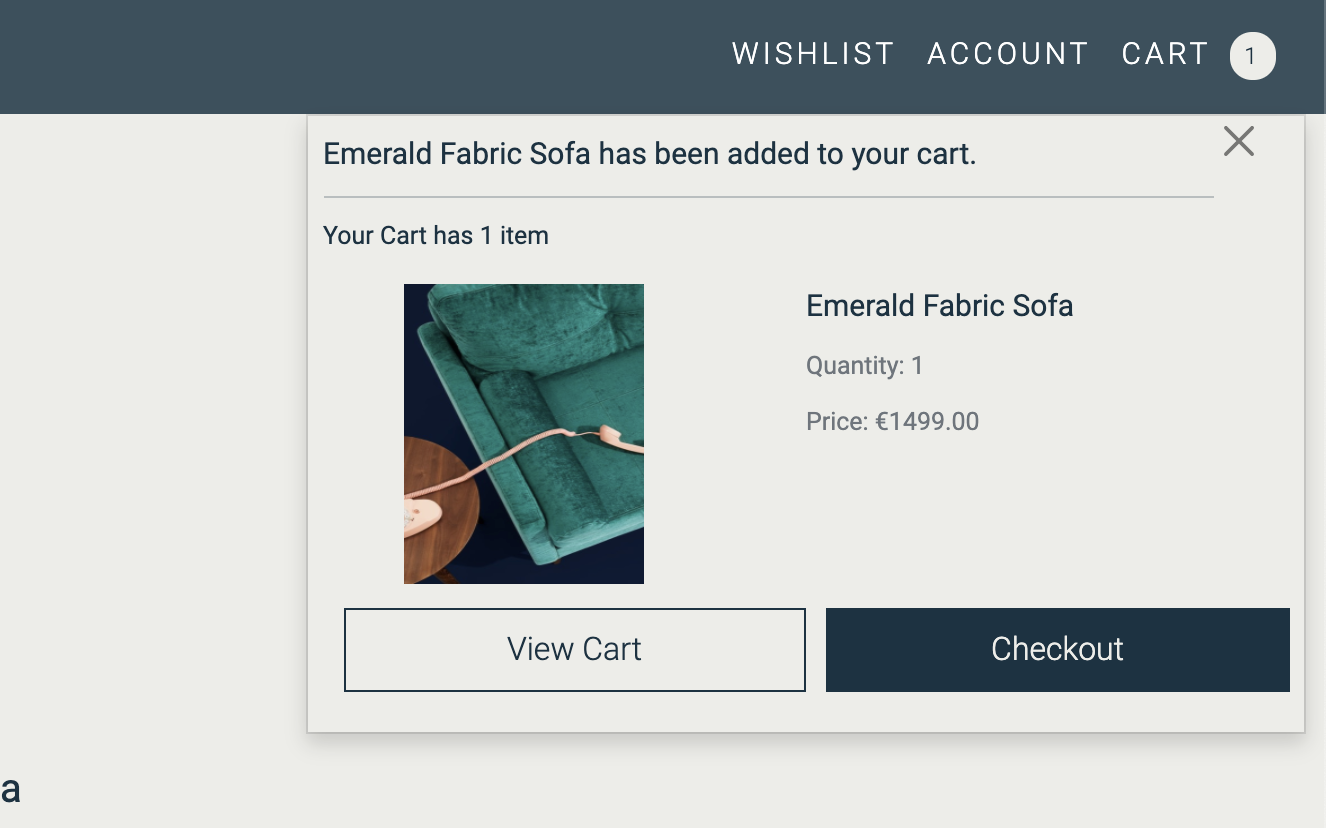 WISHLIST ACCOUNT CART 1
Emerald Fabric Sofa has been added to your cart.
Your Cart has 1 item
Emerald Fabric Sofa
Quantity: 1
Price: €1499.00
View Cart Checkout
a